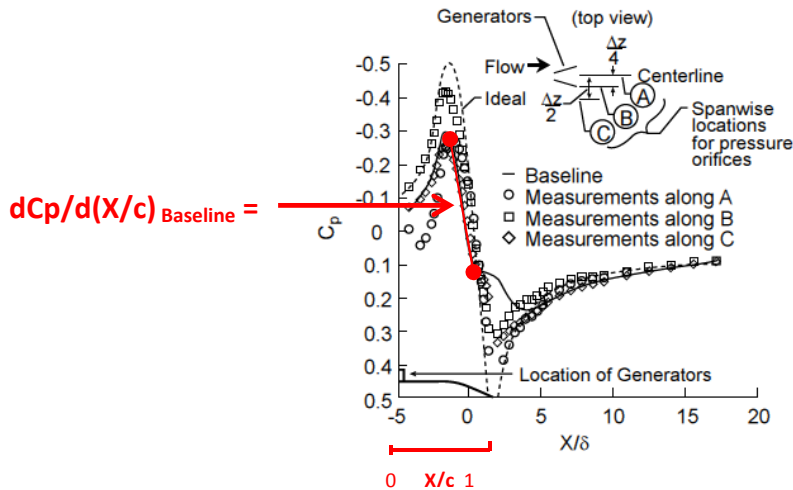 Generators
(top view)
Δz
4
Flow
Centerline
Ideal
Δz
2
A
B
C
Spanwise
locations
for pressure
orifices
-0.5
-0.4
-0.3
-0.2
-0.1
0
0.1
0.2
0.3
0.4
0.5
Cp
Baseline
Measurements along A
Measurements along B
Measurements along C
dCp/d(X/c) Baseline =
Location of Generators
-5 0 5 10 15 20
X/δ
0 X/c 1